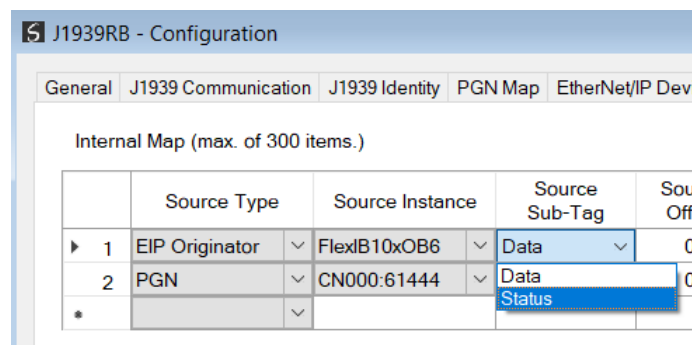 J1939RB - Configuration
General J1939 Communication J1939 Identity PGN Map EtherNet/IP Dev
Internal Map (max. of 300 items.)
Source Type Source Instance Source Sub-Tag Sou Off
1 EIP Originator FlexIB10xOB6 Data 0
2 PGN CN000:61444 Data 0
Status